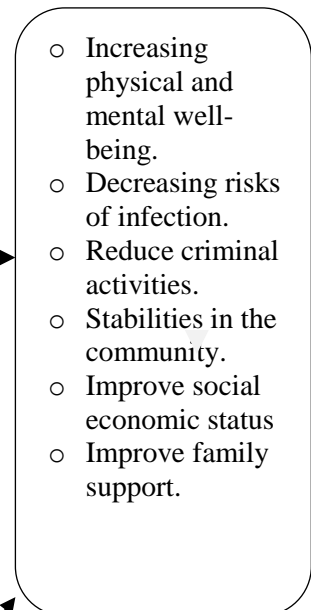 o Increasing
physical and
mental well-
being.
o Decreasing risks
of infection.
o Reduce criminal
activities.
o Stabilities in the
community.
o Improve social
economic status
o Improve family
support.